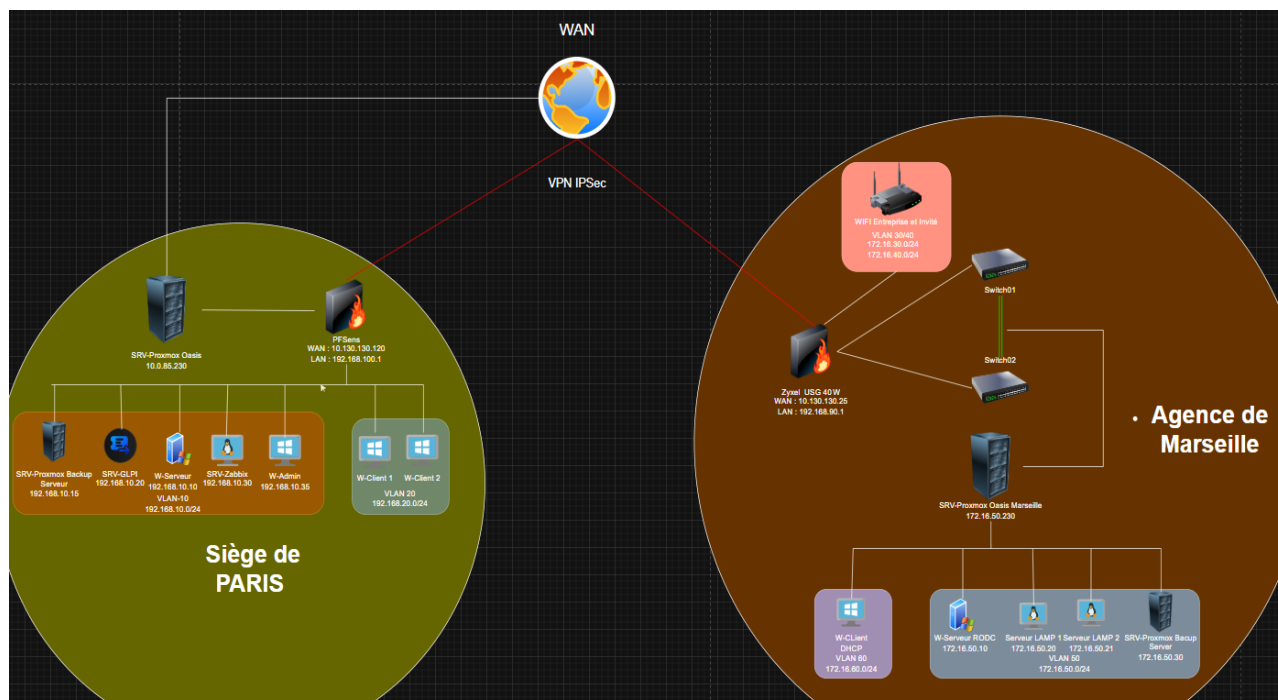 WAN
VPN IPSec
WIFI Entreprise et Invité
VLAN 30/40
172.16.30.0/24
172.16.40.0/24
Switch01
Switch02
SRV-Proxmox Oasis
10.0.85.230
PFSens
WAN : 10.130.130.120
LAN : 192.168.100.1
Zyxel USG 40W
WAN : 10.130.130.25
LAN : 192.168.90.1
• Agence de
Marseille
SRV-Proxmox Backup
Serveur
192.168.10.15
SRV-GLPI
192.168.10.20
W-Serveur
192.168.10.10
SRV-Zabbix
192.168.10.30
W-Admin
192.168.10.35
VLAN-10
192.168.10.0/24
W-Client 1
W-Client 2
VLAN 20
192.168.20.0/24
Siège de
PARIS
SRV-Proxmox Oasis Marseille
172.16.50.230
W-CLient
DHCP
VLAN 60
172.16.60.0/24
W-Serveur RODC
172.16.50.10
Serveur LAMP 1
172.16.50.20
Serveur LAMP 2
172.16.50.21
SRV-Proxmox Bacup
Server
172.16.50.30
VLAN 50
172.16.50.0/24